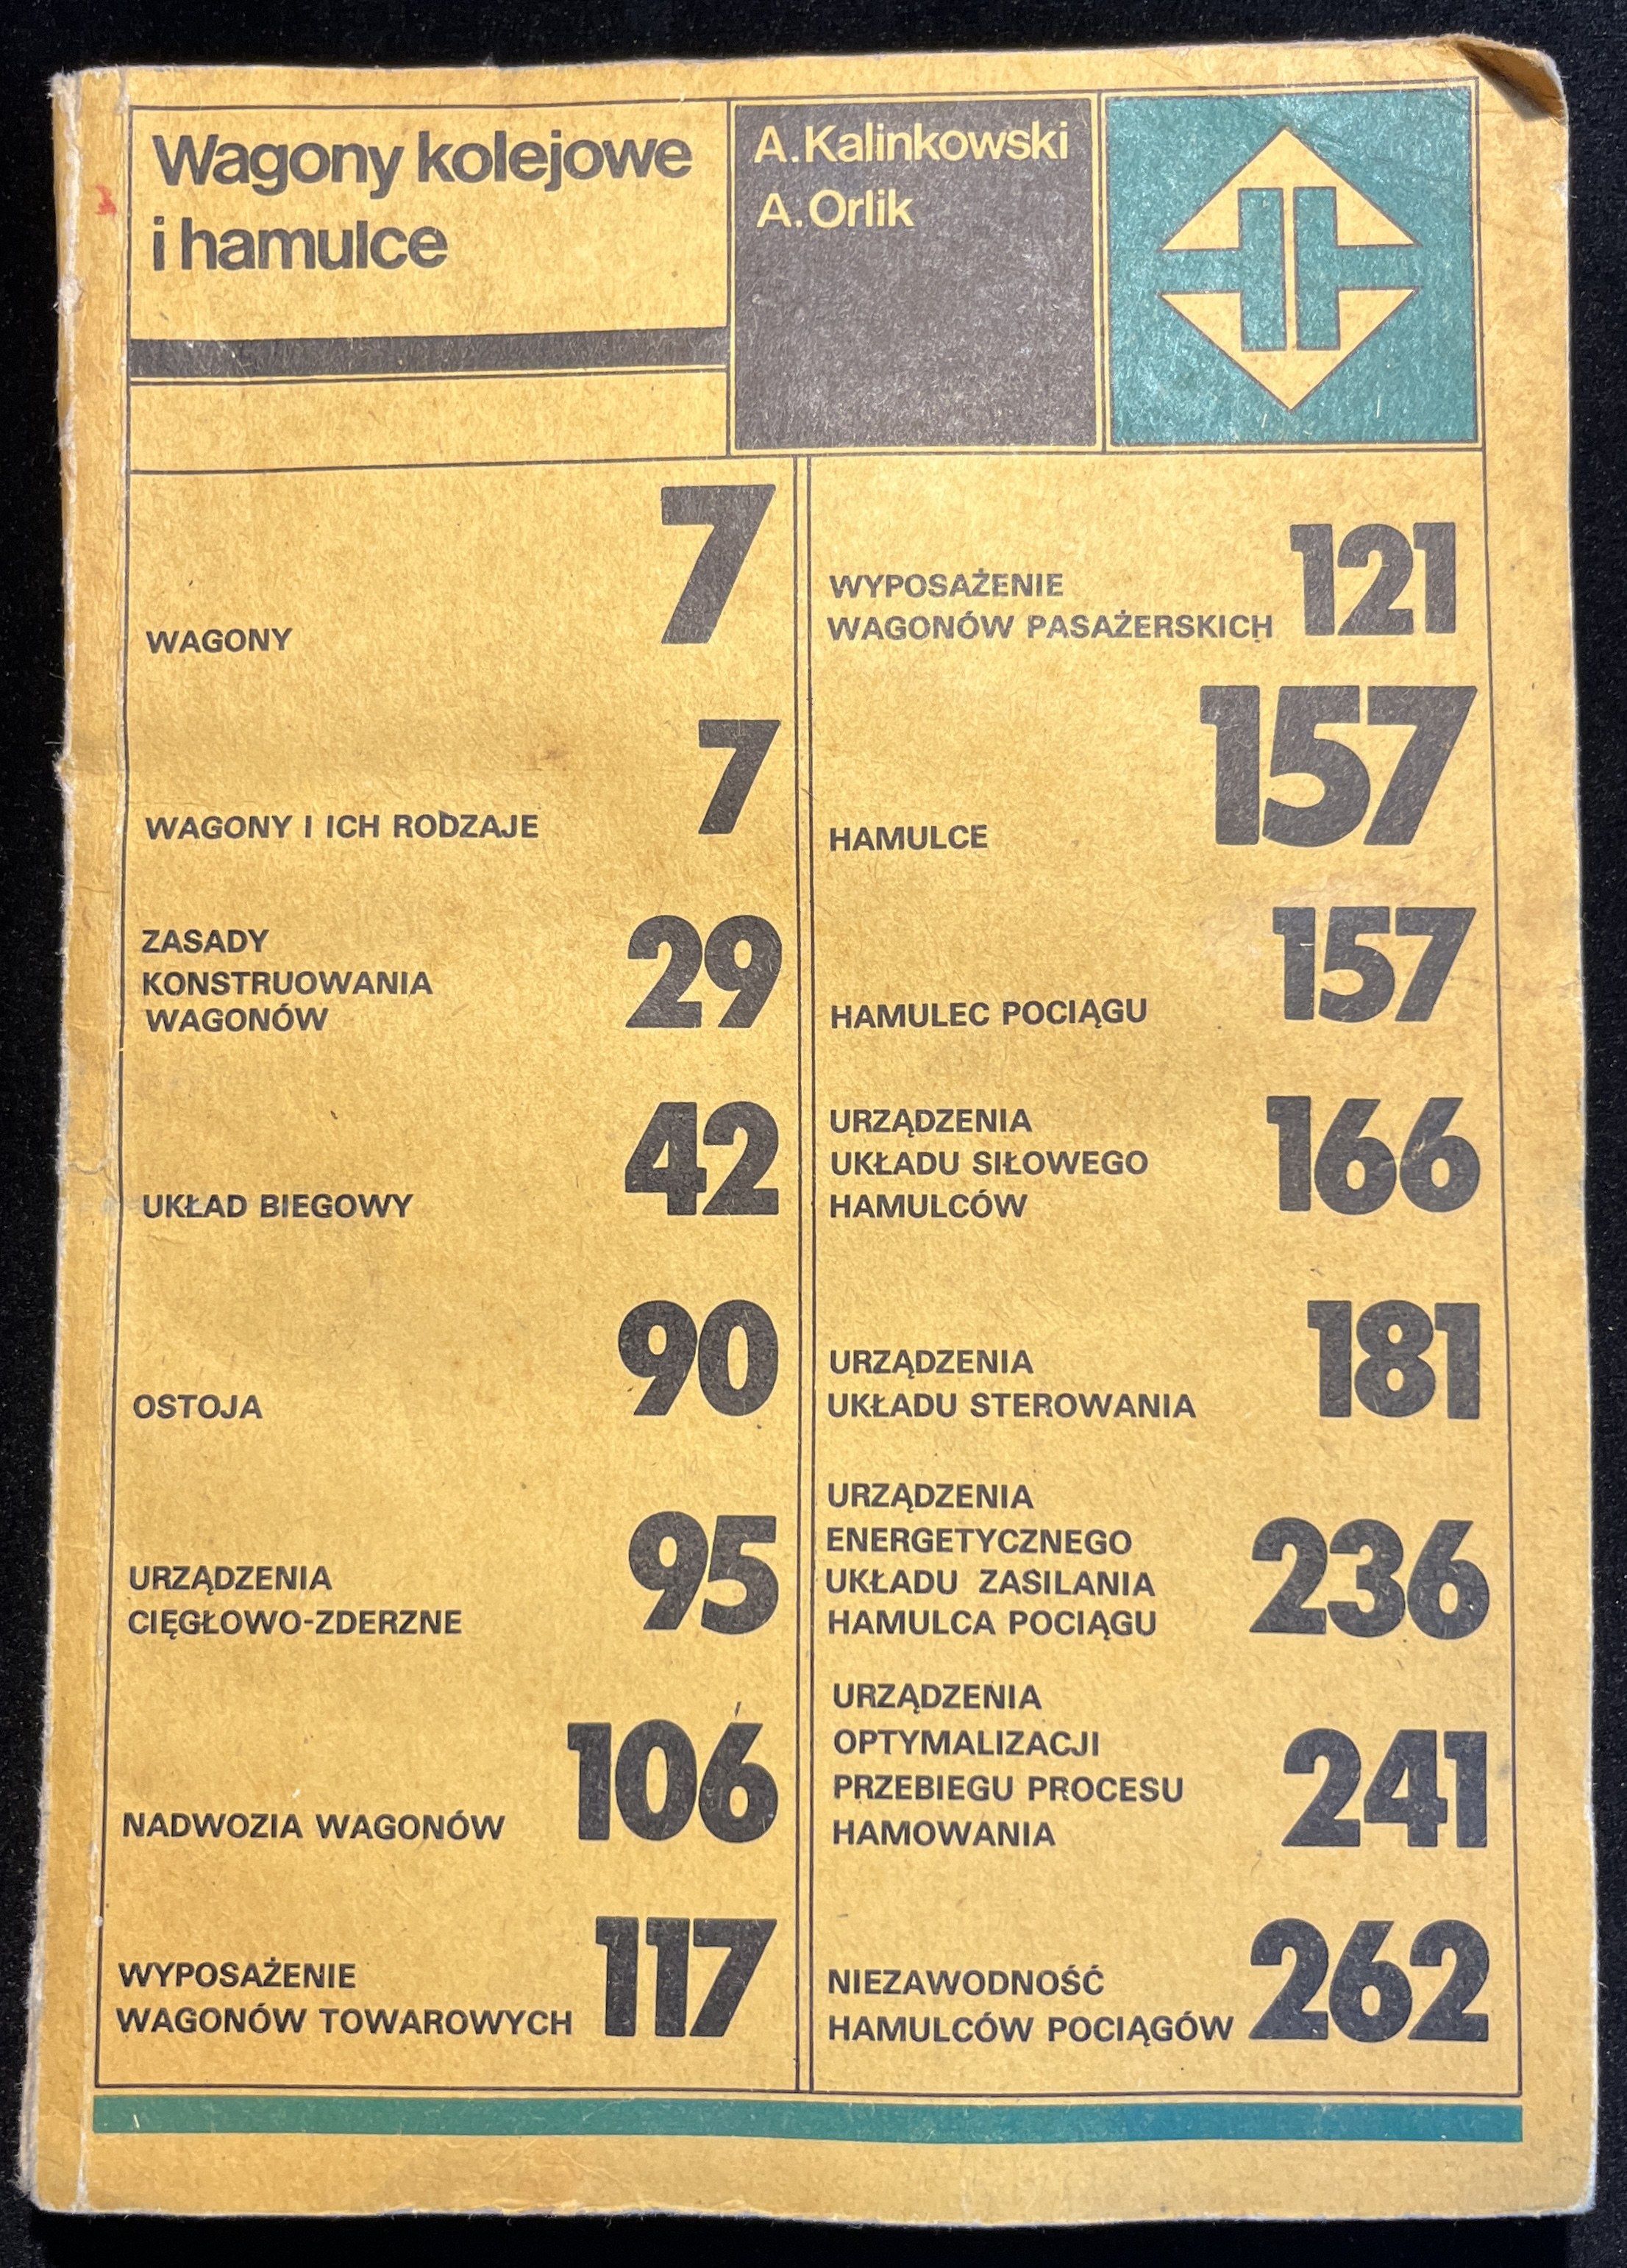 Wagony kolejowe
i hamulce
A. Kalinkowski
A. Orlik
WAGONY 7
WAGONY I ICH RODZAJE 7
ZASADY
KONSTRUOWANIA
WAGONÓW 29
UKŁAD BIEGOWY 42
OSTOJA 90
URZĄDZENIA
CIĘGŁOWO-ZDERZNE 95
NADWOZIA WAGONÓW 106
WYPOSAŻENIE
WAGONÓW TOWAROWYCH 117
WYPOSAŻENIE
WAGONÓW PASAŻERSKICH 121
HAMULCE 157
HAMULEC POCIĄGU 157
URZĄDZENIA
UKŁADU SIŁOWEGO
HAMULCÓW 166
URZĄDZENIA
UKŁADU STEROWANIA 181
URZĄDZENIA
ENERGETYCZNEGO
UKŁADU ZASILANIA
HAMULCA POCIĄGU 236
URZĄDZENIA
OPTYMALIZACJI
PRZEBIEGU PROCESU
HAMOWANIA 241
NIEZAWODNOŚĆ
HAMULCÓW POCIĄGÓW 262